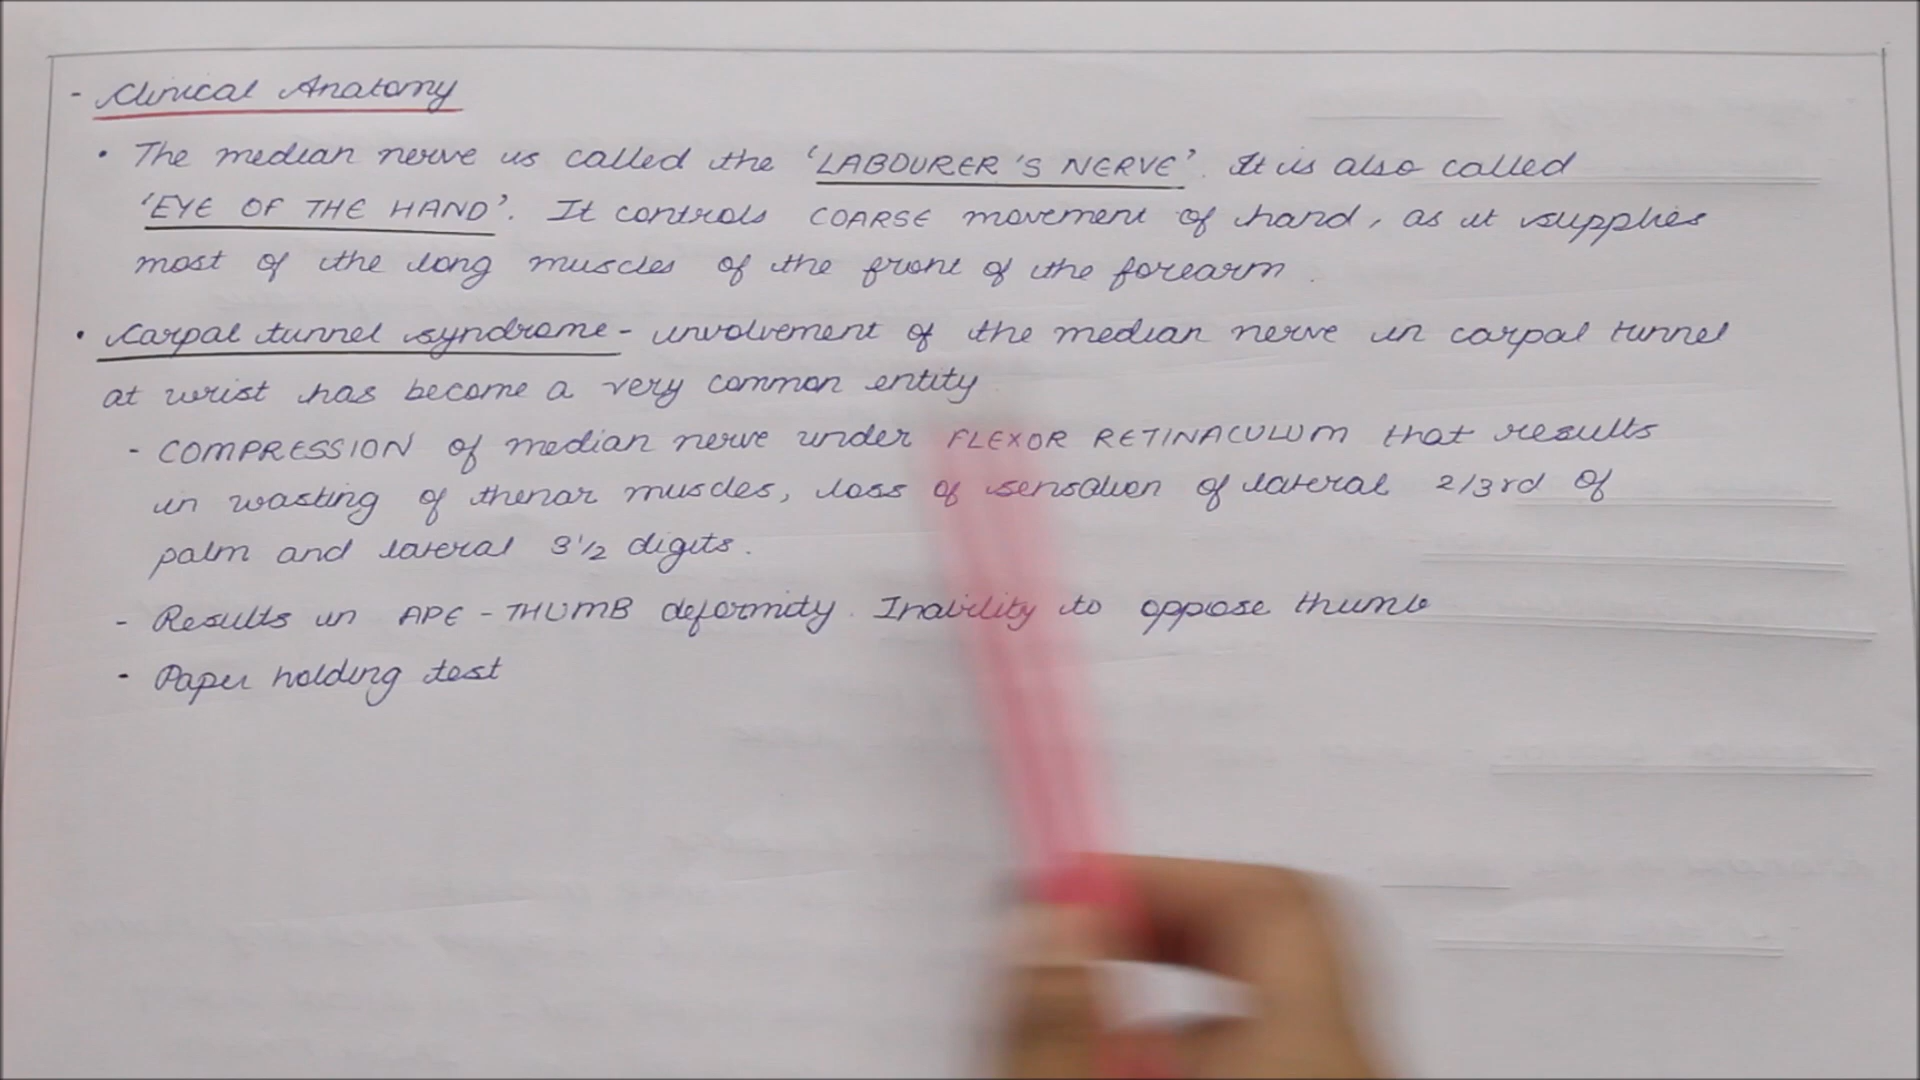 - Clinical Anatomy
• The median nerve is called the 'LABOURER'S NERVE'. It is also called
'EYE OF THE HAND'. It controls COARSE movement of hand, as it supplies
most of the long muscles of the front of the forearm.
• Carpal tunnel syndrome - involvement of the median nerve in carpal tunnel
at wrist has become a very common entity
- COMPRESSION of median nerve under FLEXOR RETINACULUM that results
in wasting of thenar muscles, loss of sensation of lateral 2/3rd of
palm and lateral 3 1/2 digits.
- Results in APE - THUMB deformity. Inability to oppose thumb
- Paper holding test